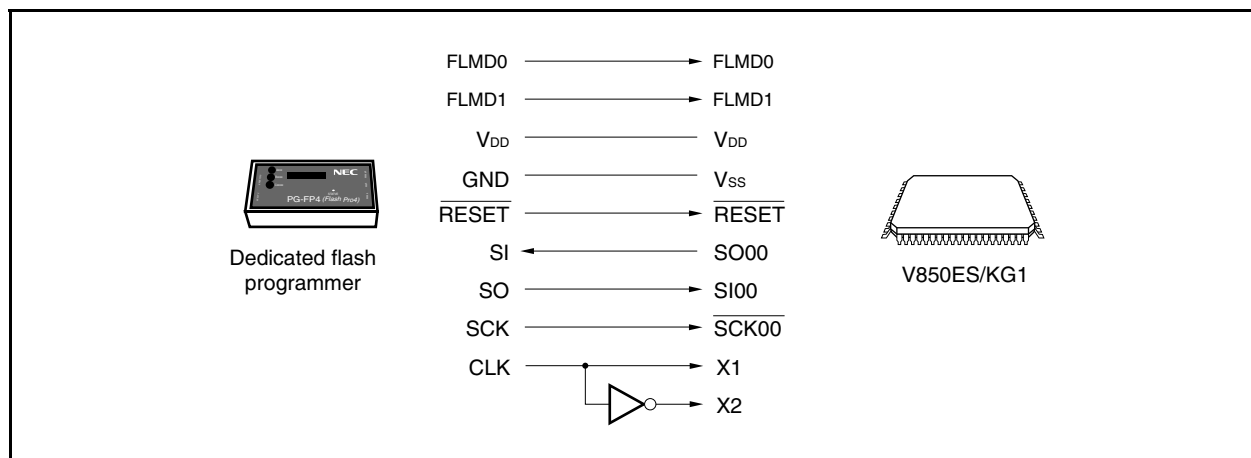 FLMD0 FLMD0
FLMD1 FLMD1
VDD VDD
GND VSS
RESET RESET
SI SO00
SO SI00
SCK SCK00
CLK X1
X2
NEC
PG-FP4 (Flash Pro4)
Dedicated flash
programmer
V850ES/KG1